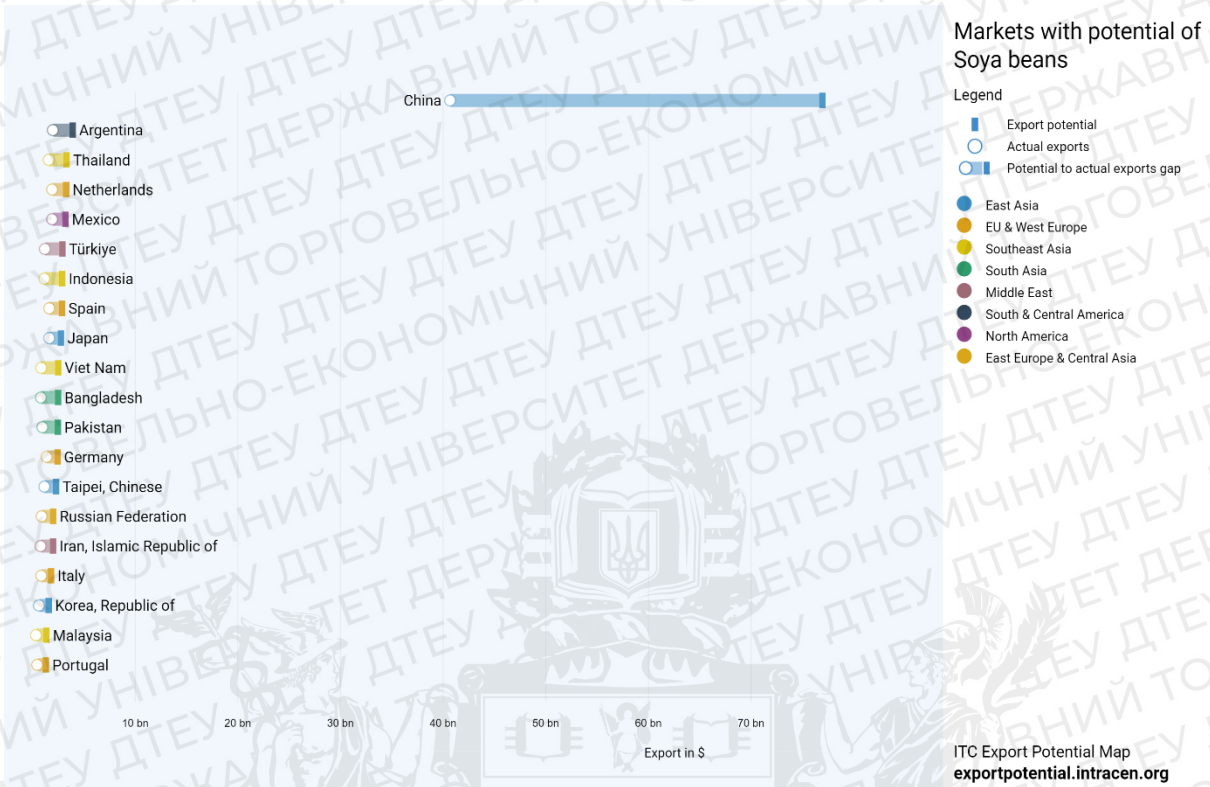 Markets with potential of
Soya beans
Legend
Export potential
Actual exports
Potential to actual exports gap
East Asia
EU & West Europe
Southeast Asia
South Asia
Middle East
South & Central America
North America
East Europe & Central Asia
China
Argentina
Thailand
Netherlands
Mexico
Türkiye
Indonesia
Spain
Japan
Viet Nam
Bangladesh
Pakistan
Germany
Taipei, Chinese
Russian Federation
Iran, Islamic Republic of
Italy
Korea, Republic of
Malaysia
Portugal
10 bn 20 bn 30 bn 40 bn 50 bn 60 bn 70 bn
Export in $
ITC Export Potential Map
exportpotential.intracen.org
ДТЕУ ДЕРЖАВНИЙ ТОРГОВЕЛЬНО-ЕКОНОМІЧНИЙ УНІВЕРСИТЕТ ДТЕУ